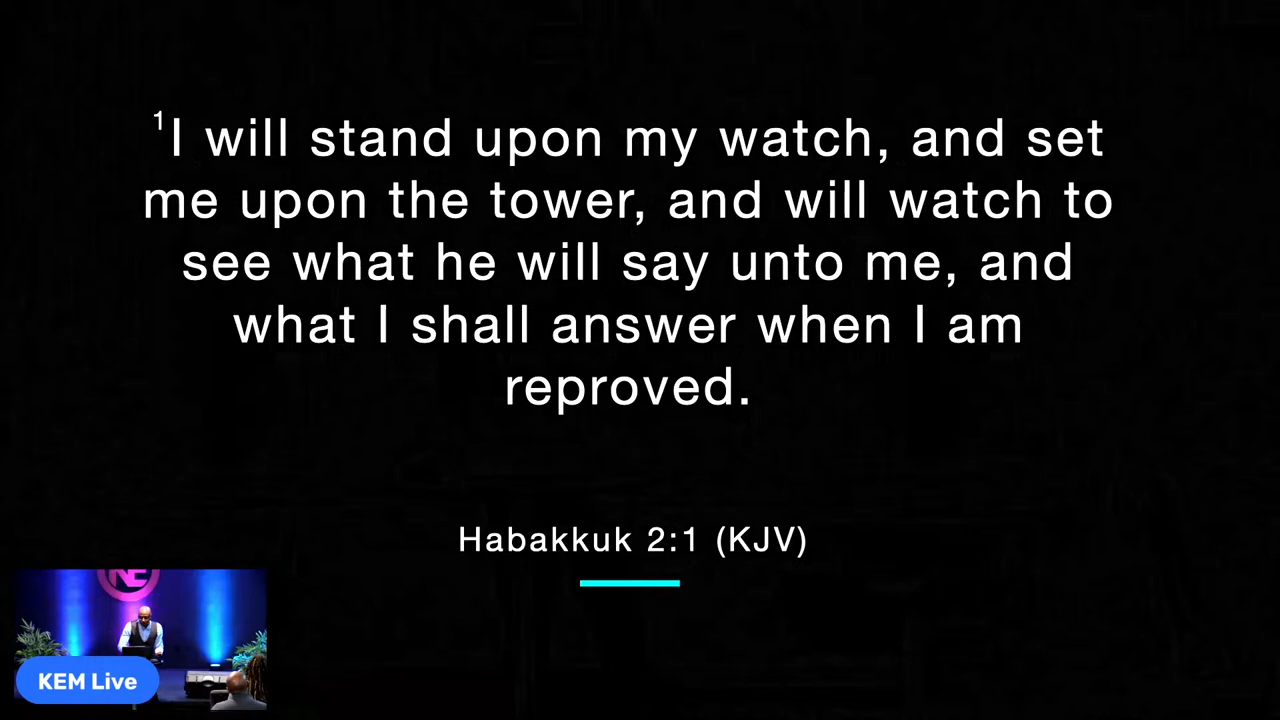 ¹I will stand upon my watch, and set
me upon the tower, and will watch to
see what he will say unto me, and
what I shall answer when I am
reproved.
Habakkuk 2:1 (KJV)
NE
KEM Live